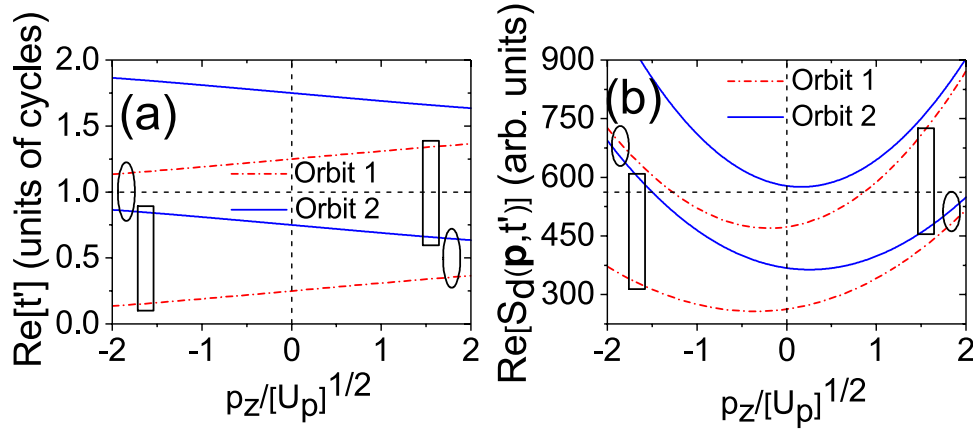 (a)
Re[t'] (units of cycles)
2.0
1.5
1.0
0.5
0.0
Orbit 1
Orbit 2
-2 -1 0 1 2
p_z/[U_p]^{1/2}
(b)
Re[S_d(p,t')] (arb. units)
900
750
600
450
300
Orbit 1
Orbit 2
-2 -1 0 1 2
p_z/[U_p]^{1/2}